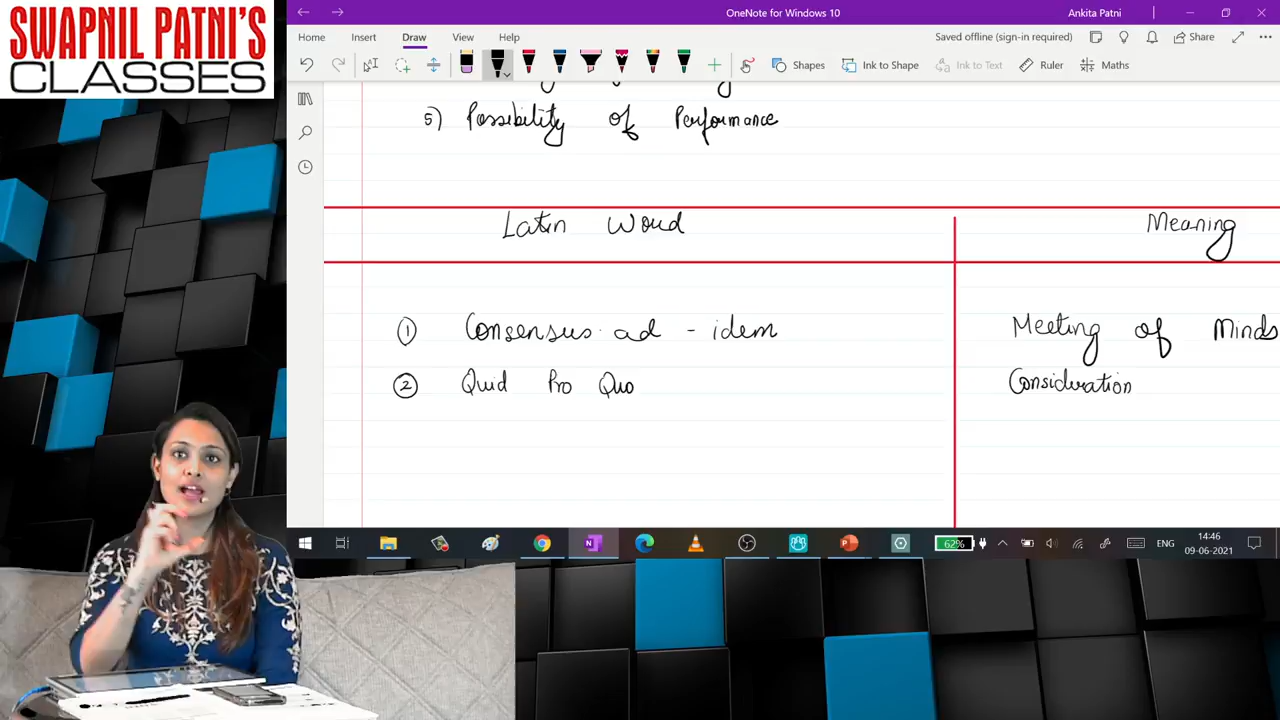 SWAPNIL PATNI'S
CLASSES
OneNote for Windows 10
Ankita Patni
Home Insert Draw View Help
Saved offline (sign-in required)
Share
Shapes
Ink to Shape
Ink to Text
Ruler
Maths
5) Possibility of Performance
Latin Word
Meaning
① Consensus ad - idem
Meeting of Minds
② Quid Pro Quo
Consideration
62%
ENG
14:46
09-06-2021